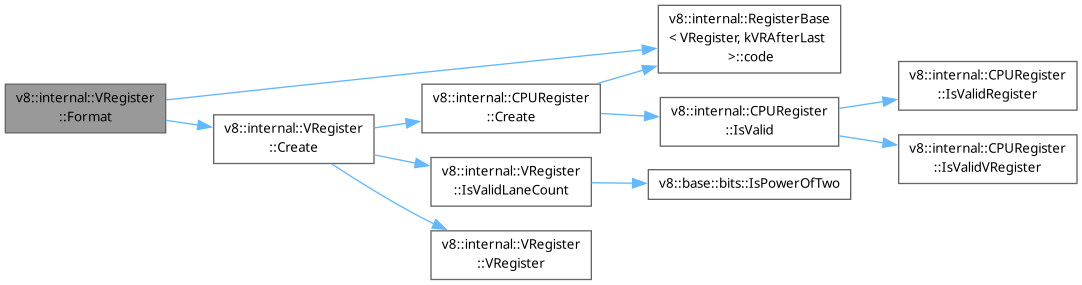 v8::internal::VRegister
::Format
v8::internal::VRegister
::Create
v8::internal::CPURegister
::Create
v8::internal::VRegister
::IsValidLaneCount
v8::internal::VRegister
::VRegister
v8::internal::RegisterBase
< VRegister, kVRAfterLast
>::code
v8::internal::CPURegister
::IsValid
v8::base::bits::IsPowerOfTwo
v8::internal::CPURegister
::IsValidRegister
v8::internal::CPURegister
::IsValidVRegister